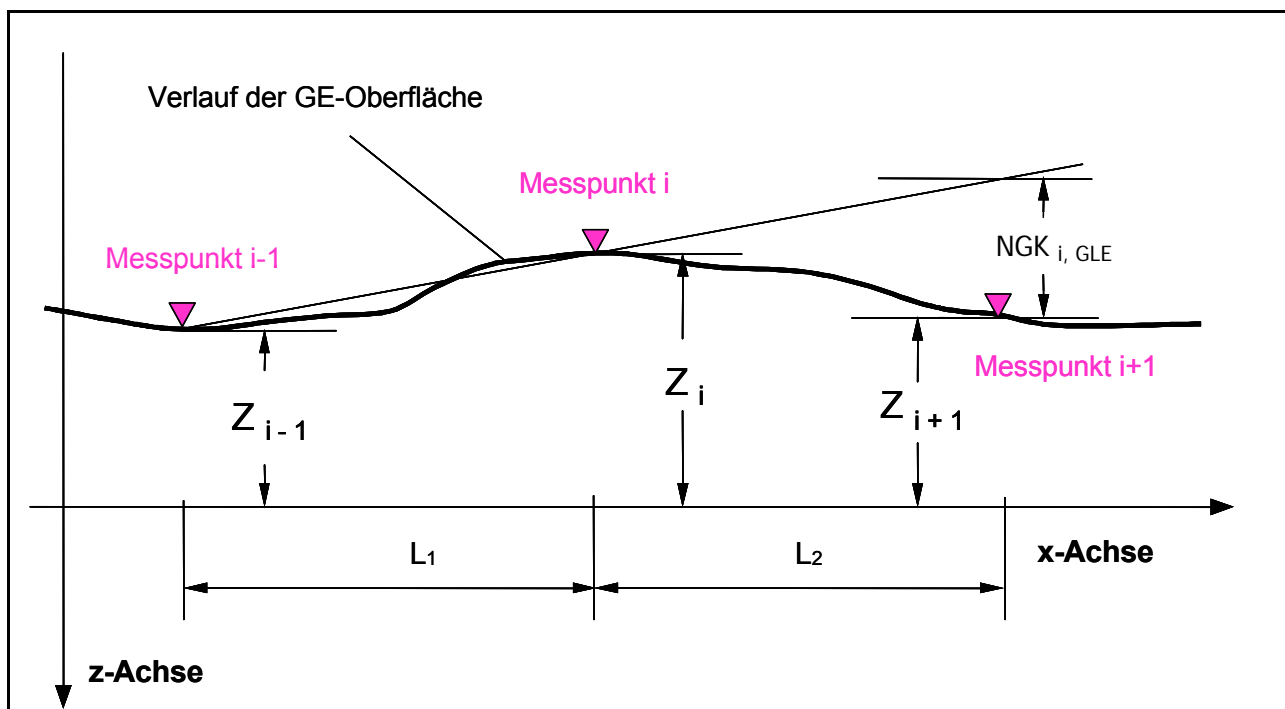 Verlauf der GE-Oberfläche
Messpunkt i
Messpunkt i-1
NGK i, GLE
Messpunkt i+1
Z i
Z i - 1
Z i + 1
L1
L2
x-Achse
z-Achse